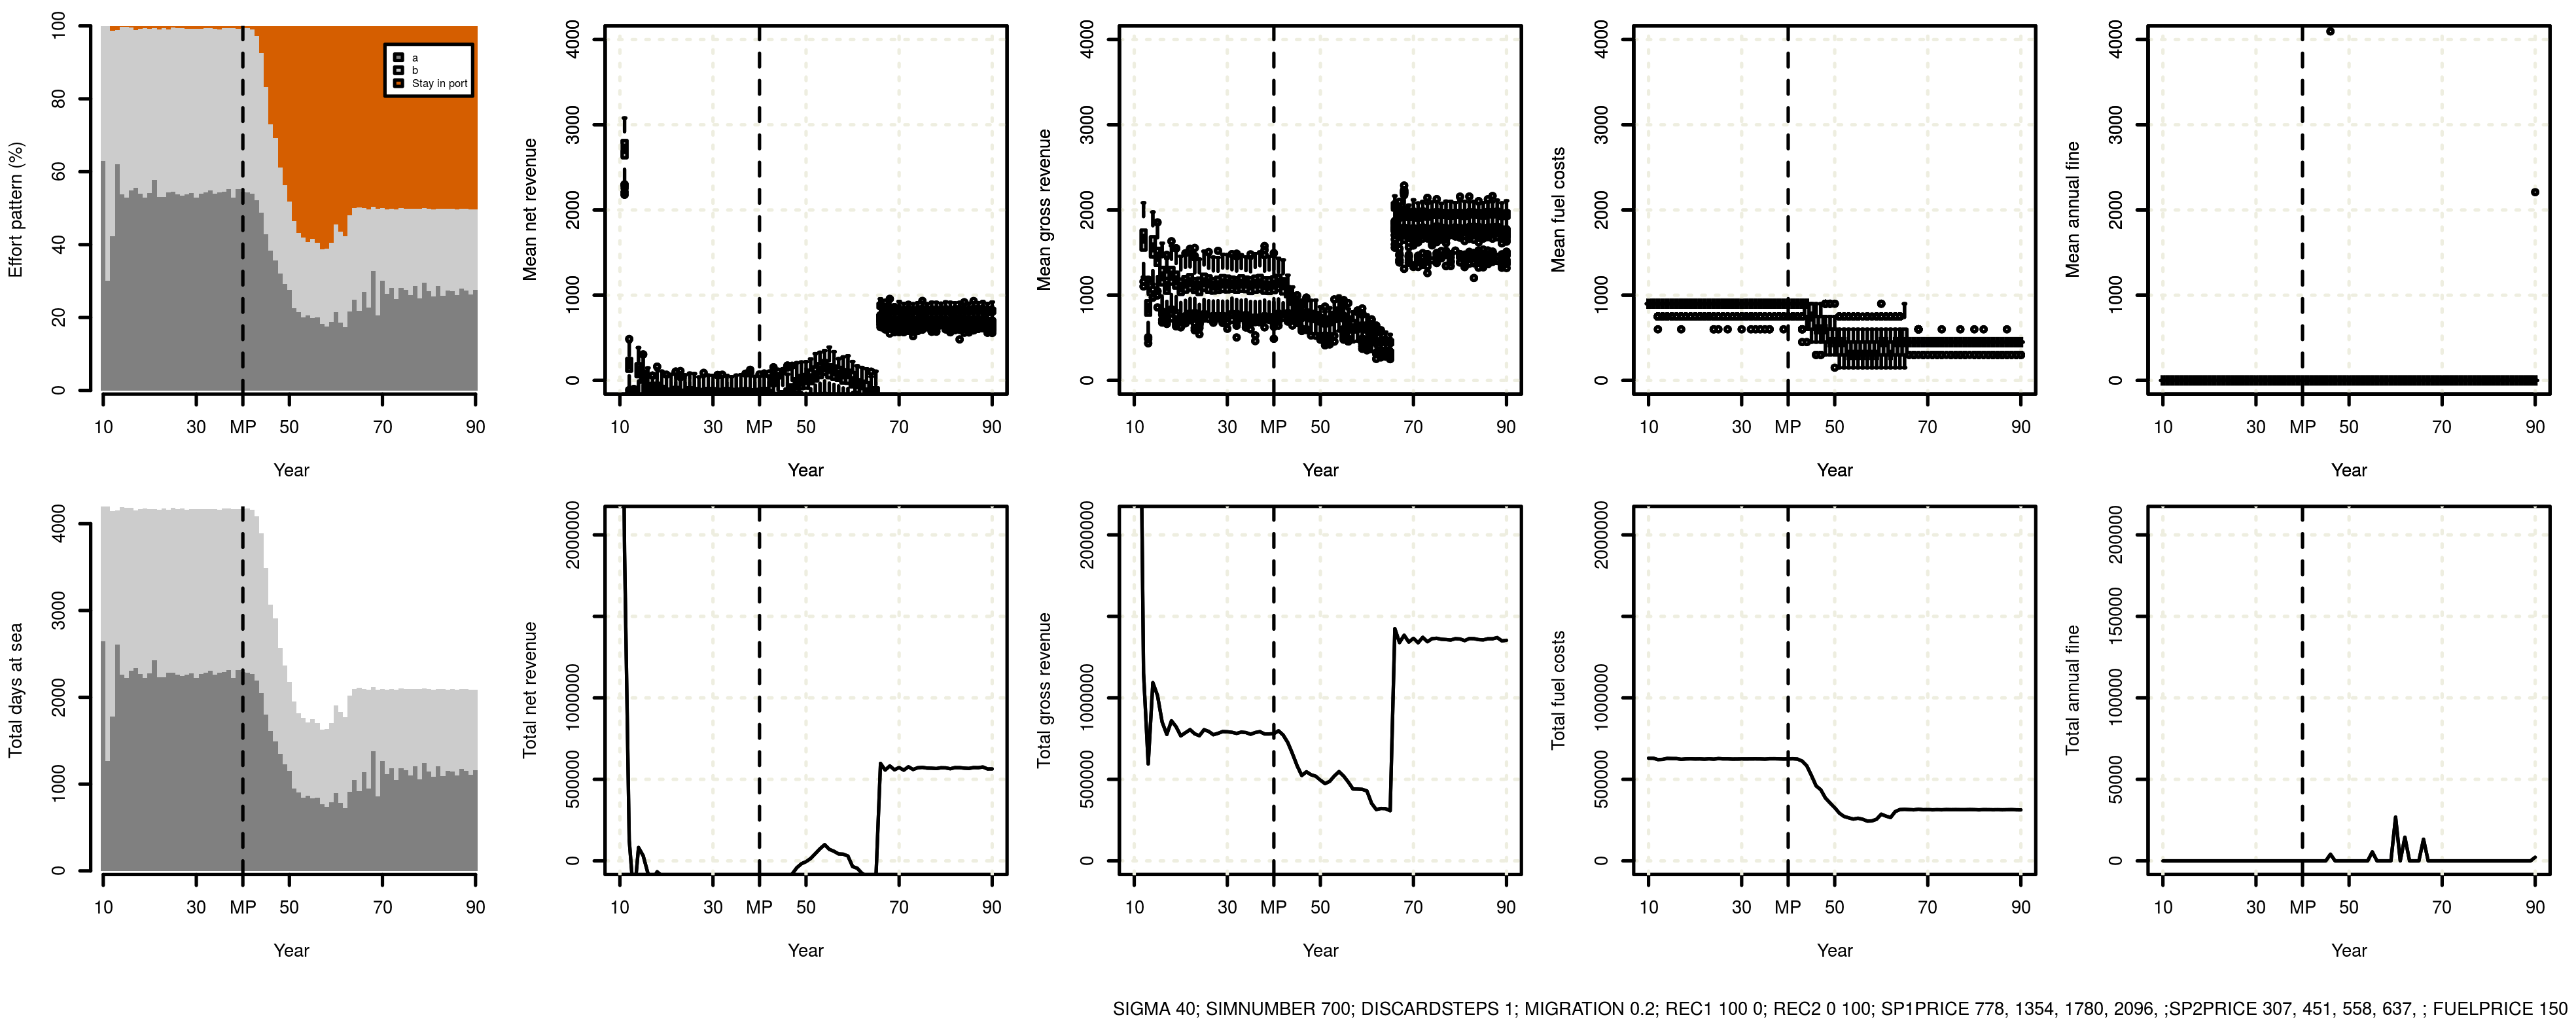 Effort pattern (%)
0 20 40 60 80 100
a
b
Stay in port
10 30 MP 50 70 90
Year
Mean net revenue
0 1000 2000 3000 4000
10 30 MP 50 70 90
Year
Mean gross revenue
0 1000 2000 3000 4000
10 30 MP 50 70 90
Year
Mean fuel costs
0 1000 2000 3000 4000
10 30 MP 50 70 90
Year
Mean annual fine
0 1000 2000 3000 4000
10 30 MP 50 70 90
Year
Total days at sea
0 1000 2000 3000 4000
10 30 MP 50 70 90
Year
Total net revenue
0 500000 1000000 2000000
10 30 MP 50 70 90
Year
Total gross revenue
0 500000 1000000 2000000
10 30 MP 50 70 90
Year
Total fuel costs
0 500000 1000000 2000000
10 30 MP 50 70 90
Year
Total annual fine
0 50000 100000 150000 200000
10 30 MP 50 70 90
Year
SIGMA 40; SIMNUMBER 700; DISCARDSTEPS 1; MIGRATION 0.2; REC1 100 0; REC2 0 100; SP1PRICE 778, 1354, 1780, 2096, ;SP2PRICE 307, 451, 558, 637, ; FUELPRICE 150